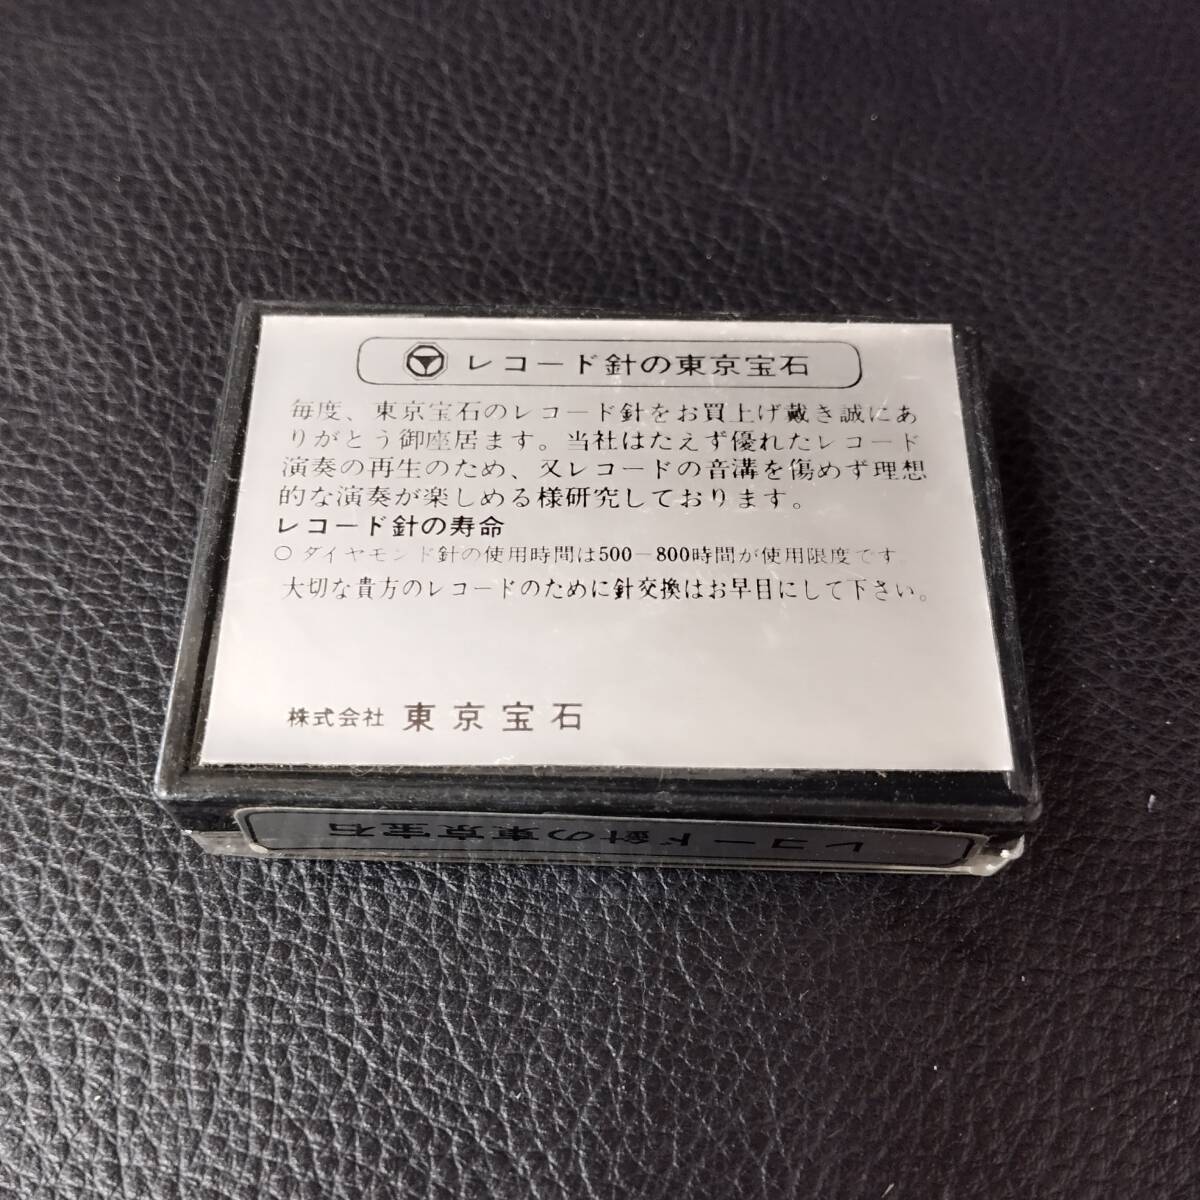 レコード針の東京宝石
毎度、東京宝石のレコード針をお買上げ戴き誠にあ
りがとう御座居ます。当社はたえず優れたレコード
演奏の再生のため、又レコードの音溝を傷めず理想
的な演奏が楽しめる様研究しております。
レコード針の寿命
○ ダイヤモンド針の使用時間は500－800時間が使用限度です
大切な貴方のレコードのために針交換はお早目にして下さい。
株式会社 東京宝石
レコード針の東京宝石